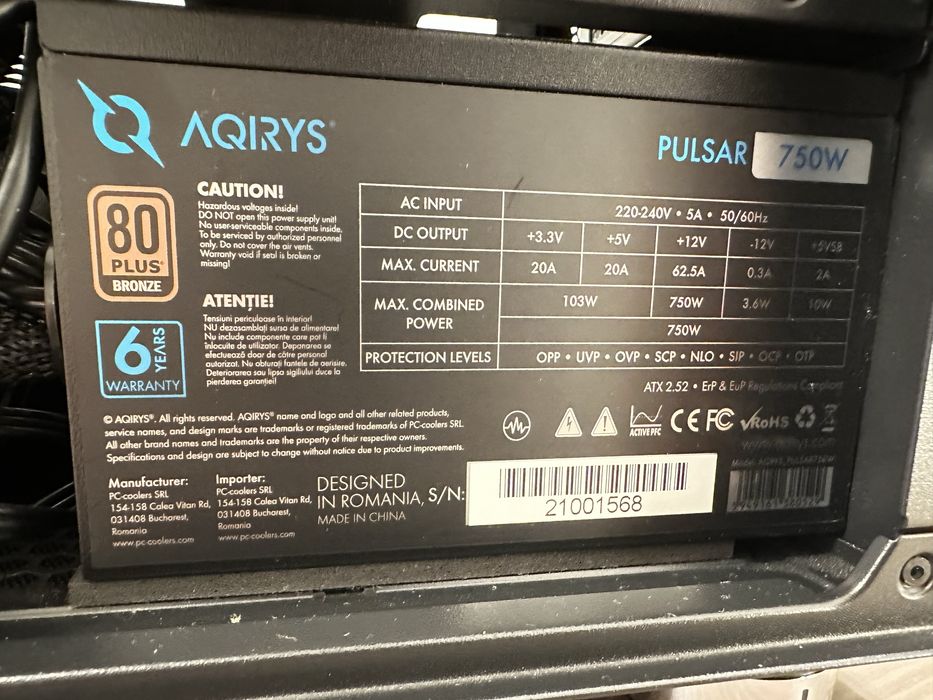 AQIRYS®
PULSAR 750W
80
PLUS®
BRONZE
6 YEARS
WARRANTY
CAUTION!
Hazardous voltages inside!
DO NOT open this power supply unit!
No user-serviceable components inside.
To be serviced by authorized personnel
only. Do not cover the air vents.
Warranty void if seal is broken or
missing!
ATENȚIE!
Tensiuni periculoase în interior!
NU dezasamblați sursa de alimentare!
Nu include componente care pot fi
înlocuite de utilizator. Depanarea se
efectuează doar de către personal
autorizat. Nu obturați fantele de aerisire.
Deteriorarea sau lipsa sigiliului duce la
pierderea garanției!
AC INPUT 220-240V • 5A • 50/60Hz
DC OUTPUT +3.3V +5V +12V -12V +5VSB
MAX. CURRENT 20A 20A 62.5A 0.3A 2A
MAX. COMBINED POWER 103W 750W 3.6W 10W
750W
PROTECTION LEVELS OPP • UVP • OVP • SCP • NLO • SIP • OCP • OTP
ATX 2.52 • ErP & EuP Regulations Compliant
ACTIVE PFC CE FC RoHS
www.aqirys.com
© AQIRYS®. All rights reserved. AQIRYS® name and logo and all other related products,
service names, and design marks are trademarks or registered trademarks of PC-coolers SRL.
All other brand names and trademarks are the property of their respective owners.
Specifications and design are subject to change without notice due to product improvements.
Manufacturer:
PC-coolers SRL
154-158 Calea Vitan Rd,
031408 Bucharest,
Romania
www.pc-coolers.com
Importer:
PC-coolers SRL
154-158 Calea Vitan Rd,
031408 Bucharest,
Romania
www.pc-coolers.com
DESIGNED
IN ROMANIA,
MADE IN CHINA
S/N:
21001568